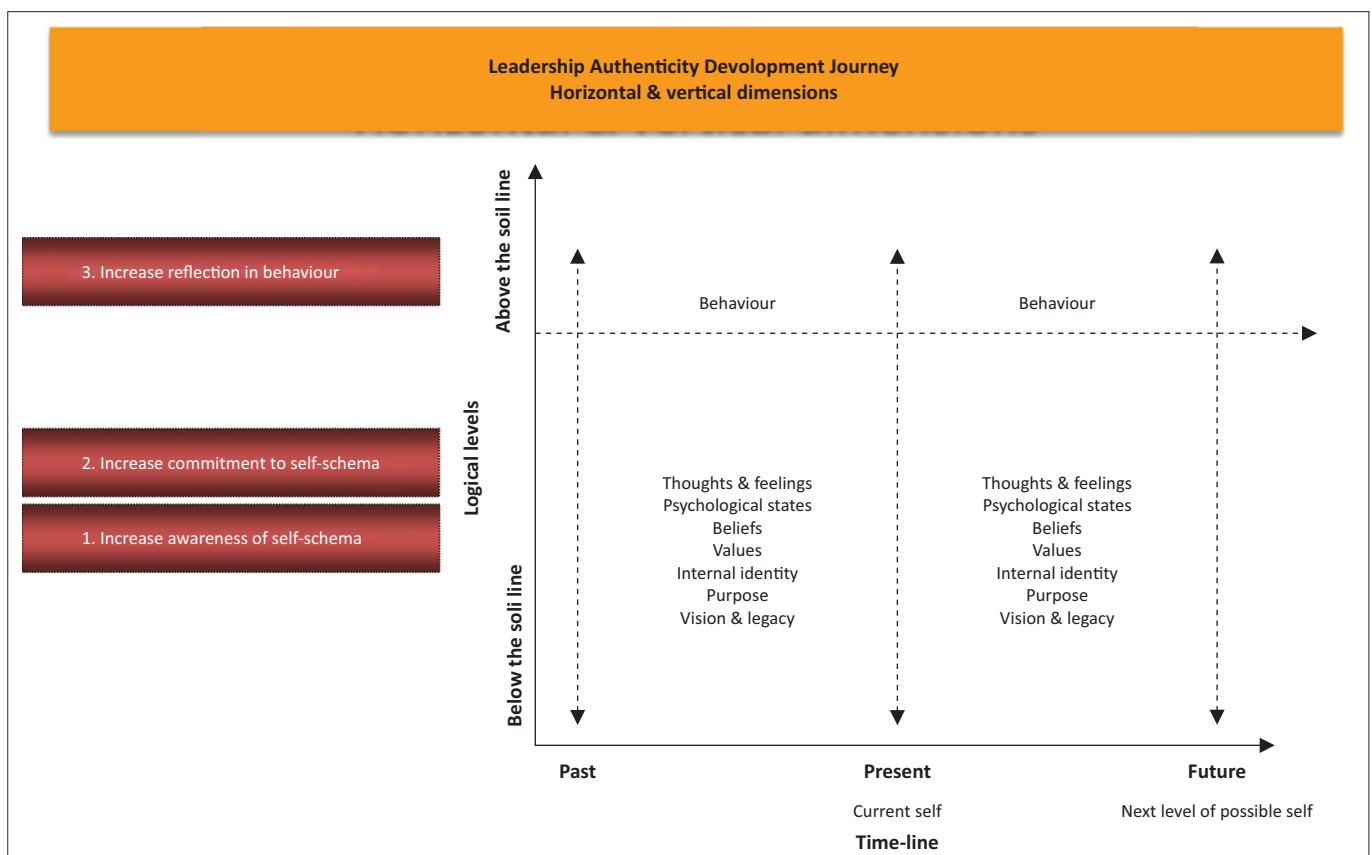 Leadership Authenticity Devolopment Journey
Horizontal & vertical dimensions
Above the soil line
3. Increase reflection in behaviour
Behaviour
Behaviour
Logical levels
2. Increase commitment to self-schema
1. Increase awareness of self-schema
Thoughts & feelings
Psychological states
Beliefs
Values
Internal identity
Purpose
Vision & legacy
Thoughts & feelings
Psychological states
Beliefs
Values
Internal identity
Purpose
Vision & legacy
Below the soli line
Past
Present
Future
Current self
Next level of possible self
Time-line